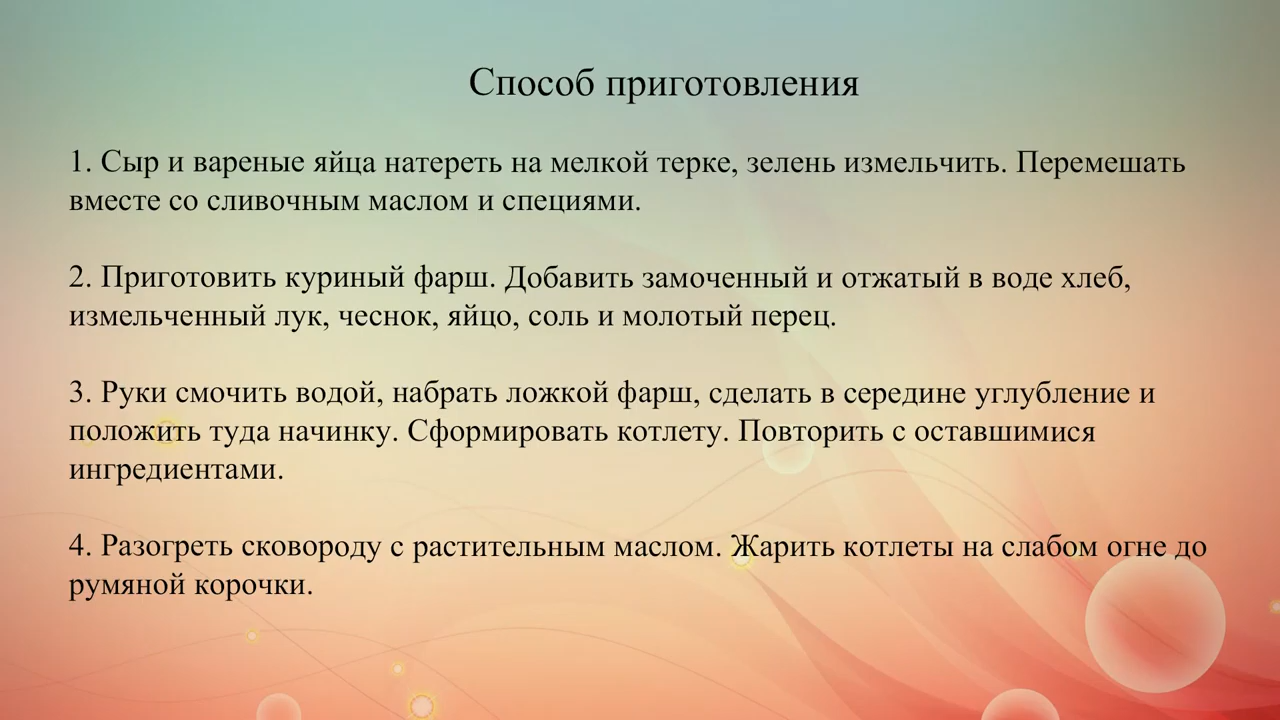 Способ приготовления
1. Сыр и вареные яйца натереть на мелкой терке, зелень измельчить. Перемешать
вместе со сливочным маслом и специями.
2. Приготовить куриный фарш. Добавить замоченный и отжатый в воде хлеб,
измельченный лук, чеснок, яйцо, соль и молотый перец.
3. Руки смочить водой, набрать ложкой фарш, сделать в середине углубление и
положить туда начинку. Сформировать котлету. Повторить с оставшимися
ингредиентами.
4. Разогреть сковороду с растительным маслом. Жарить котлеты на слабом огне до
румяной корочки.